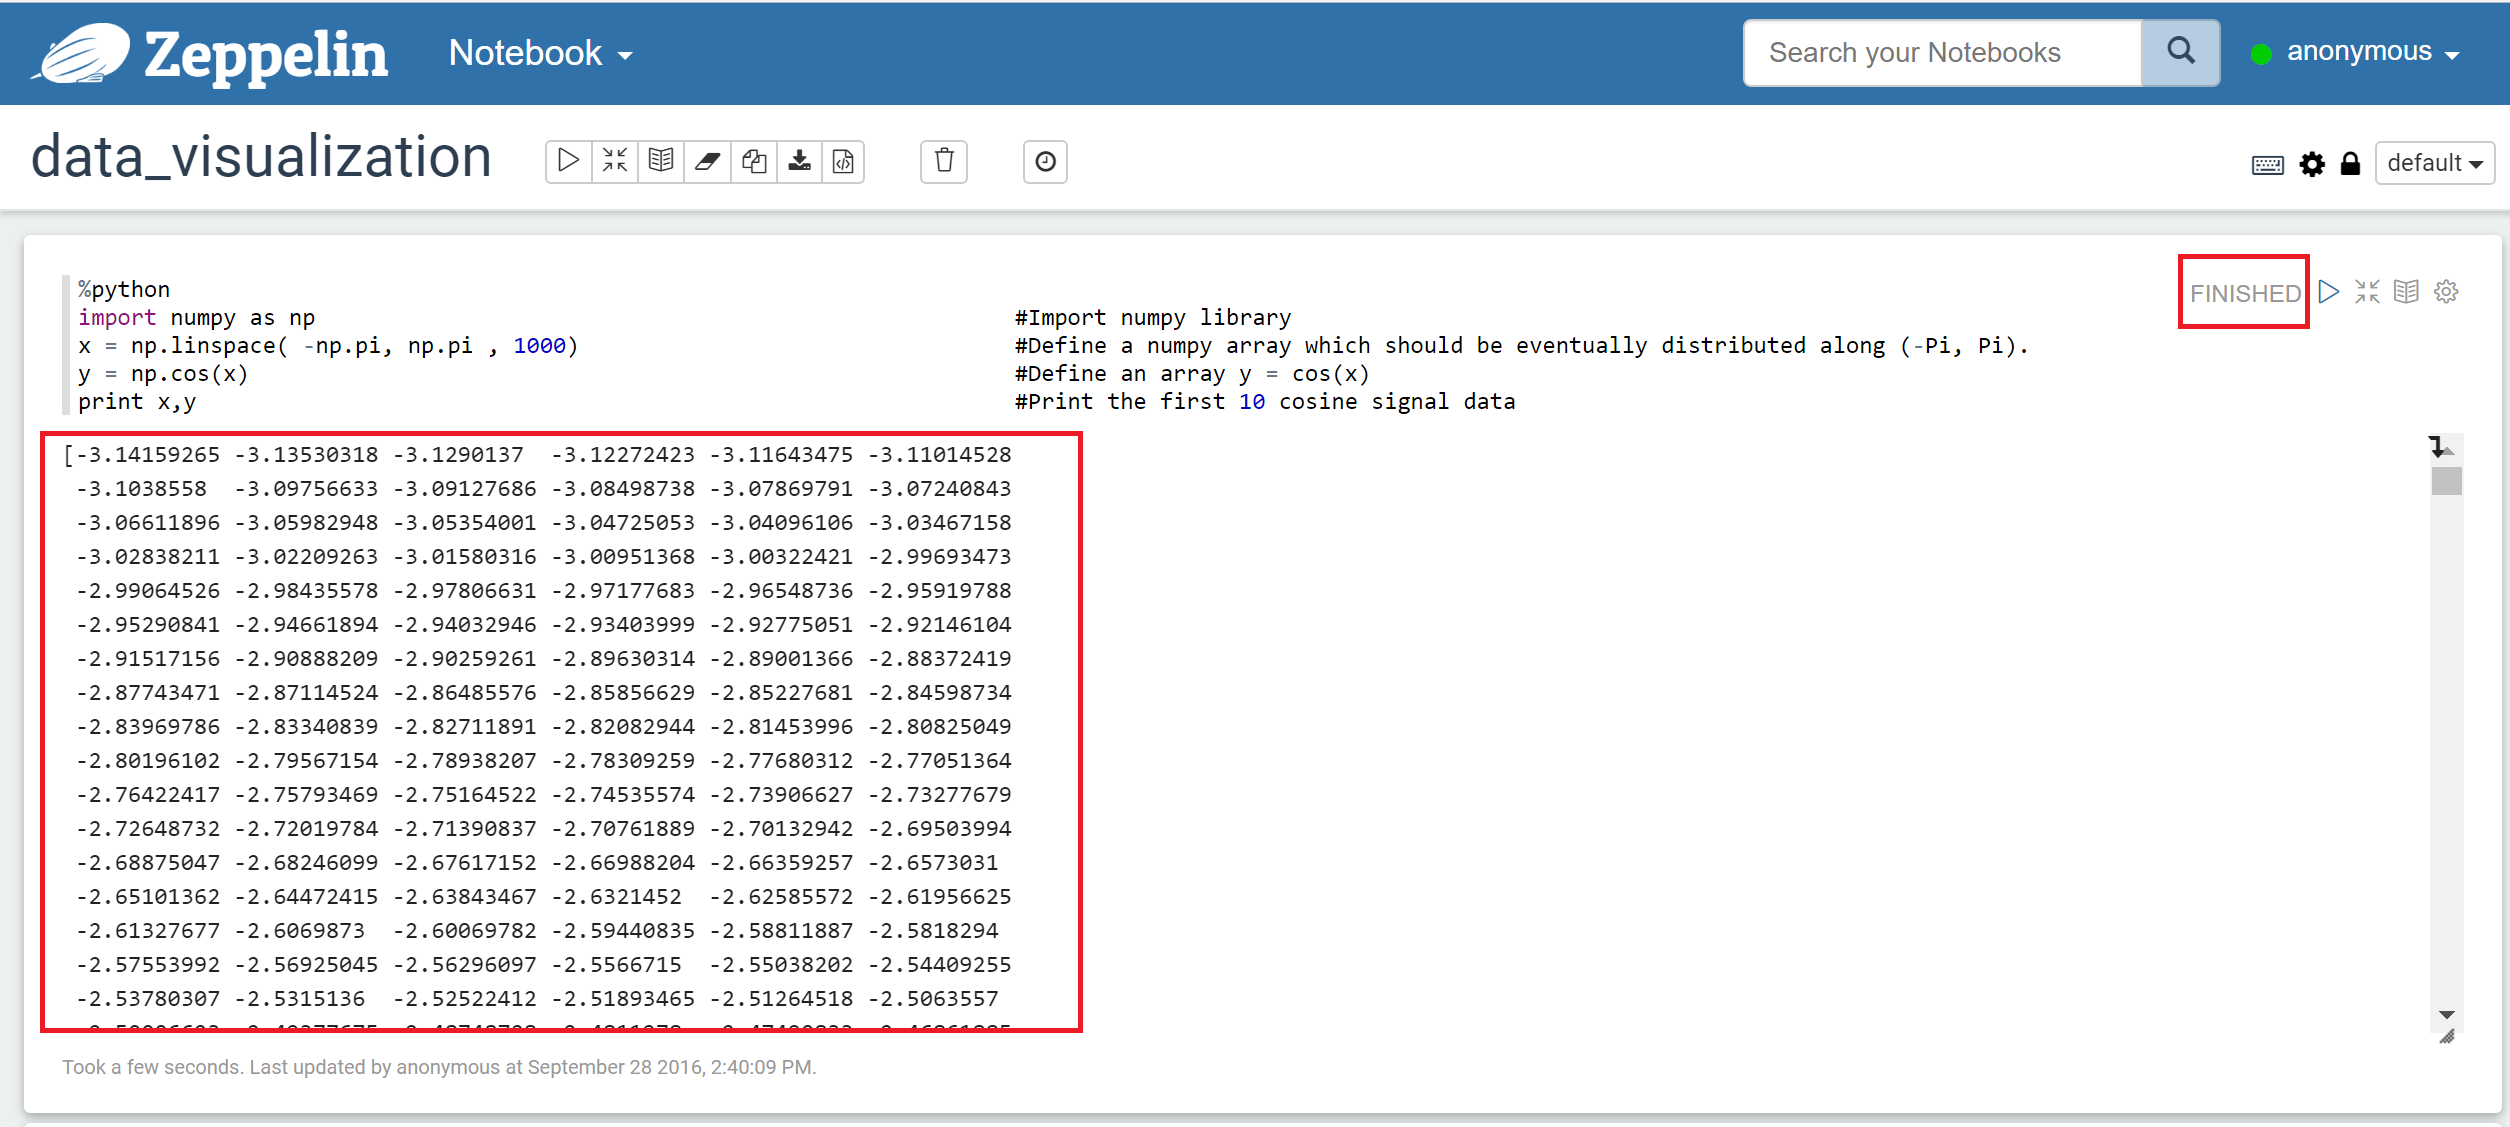 Zeppelin Notebook Search your Notebooks anonymous
data_visualization default
%python FINISHED
import numpy as np #Import numpy library
x = np.linspace( -np.pi, np.pi , 1000) #Define a numpy array which should be eventually distributed along (-Pi, Pi).
y = np.cos(x) #Define an array y = cos(x)
print x,y #Print the first 10 cosine signal data
[-3.14159265 -3.13530318 -3.1290137 -3.12272423 -3.11643475 -3.11014528
-3.1038558 -3.09756633 -3.09127686 -3.08498738 -3.07869791 -3.07240843
-3.06611896 -3.05982948 -3.05354001 -3.04725053 -3.04096106 -3.03467158
-3.02838211 -3.02209263 -3.01580316 -3.00951368 -3.00322421 -2.99693473
-2.99064526 -2.98435578 -2.97806631 -2.97177683 -2.96548736 -2.95919788
-2.95290841 -2.94661894 -2.94032946 -2.93403999 -2.92775051 -2.92146104
-2.91517156 -2.90888209 -2.90259261 -2.89630314 -2.89001366 -2.88372419
-2.87743471 -2.87114524 -2.86485576 -2.85856629 -2.85227681 -2.84598734
-2.83969786 -2.83340839 -2.82711891 -2.82082944 -2.81453996 -2.80825049
-2.80196102 -2.79567154 -2.78938207 -2.78309259 -2.77680312 -2.77051364
-2.76422417 -2.75793469 -2.75164522 -2.74535574 -2.73906627 -2.73277679
-2.72648732 -2.72019784 -2.71390837 -2.70761889 -2.70132942 -2.69503994
-2.68875047 -2.68246099 -2.67617152 -2.66988204 -2.66359257 -2.6573031
-2.65101362 -2.64472415 -2.63843467 -2.6321452 -2.62585572 -2.61956625
-2.61327677 -2.6069873 -2.60069782 -2.59440835 -2.58811887 -2.5818294
-2.57553992 -2.56925045 -2.56296097 -2.5566715 -2.55038202 -2.54409255
-2.53780307 -2.5315136 -2.52522412 -2.51893465 -2.51264518 -2.5063557
Took a few seconds. Last updated by anonymous at September 28 2016, 2:40:09 PM.